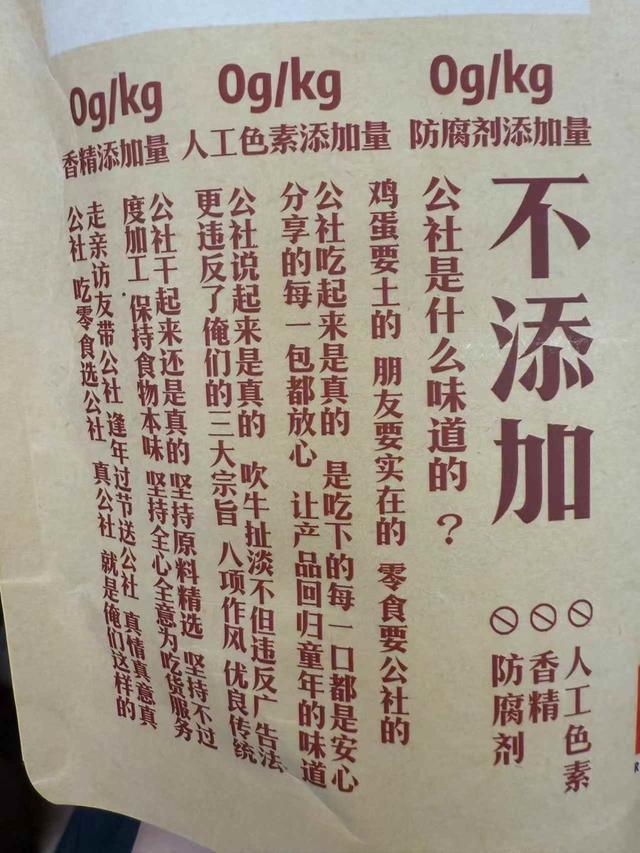 0g/kg
香精添加量
0g/kg
人工色素添加量
0g/kg
防腐剂添加量
不添加
🚫人工色素
🚫香精
🚫防腐剂
公社是什么味道的？
鸡蛋要土的 朋友要实在的 零食要公社的
公社吃起来是真的 是吃下的每一口都是安心
分享的每一包都放心 让产品回归童年的味道
公社说起来是真的 吹牛扯淡不但违反广告法
更违反了俺们的三大宗旨 八项作风 优良传统
公社干起来还是真的 坚持原料精选 坚持不过
度加工 保持食物本味 坚持全心全意为吃货服务
走亲访友带公社 逢年过节送公社 真情真意真
公社 吃零食选公社 真公社 就是俺们这样的